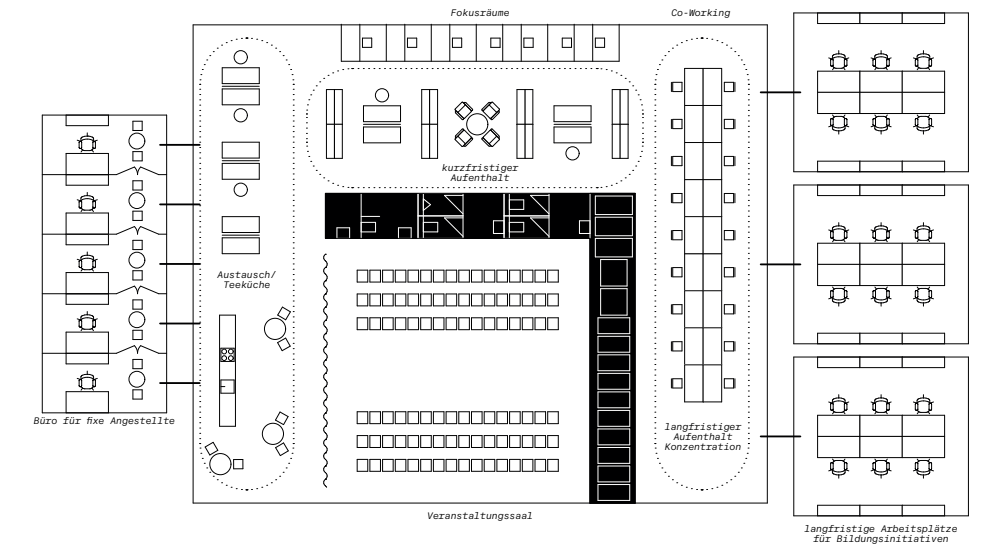 Fokusräume
Co-Working
kurzfristiger
Aufenthalt
Austausch/
Teeküche
Büro für fixe Angestellte
langfristiger
Aufenthalt
Konzentration
Veranstaltungssaal
langfristige Arbeitsplätze
für Bildungsinitiativen